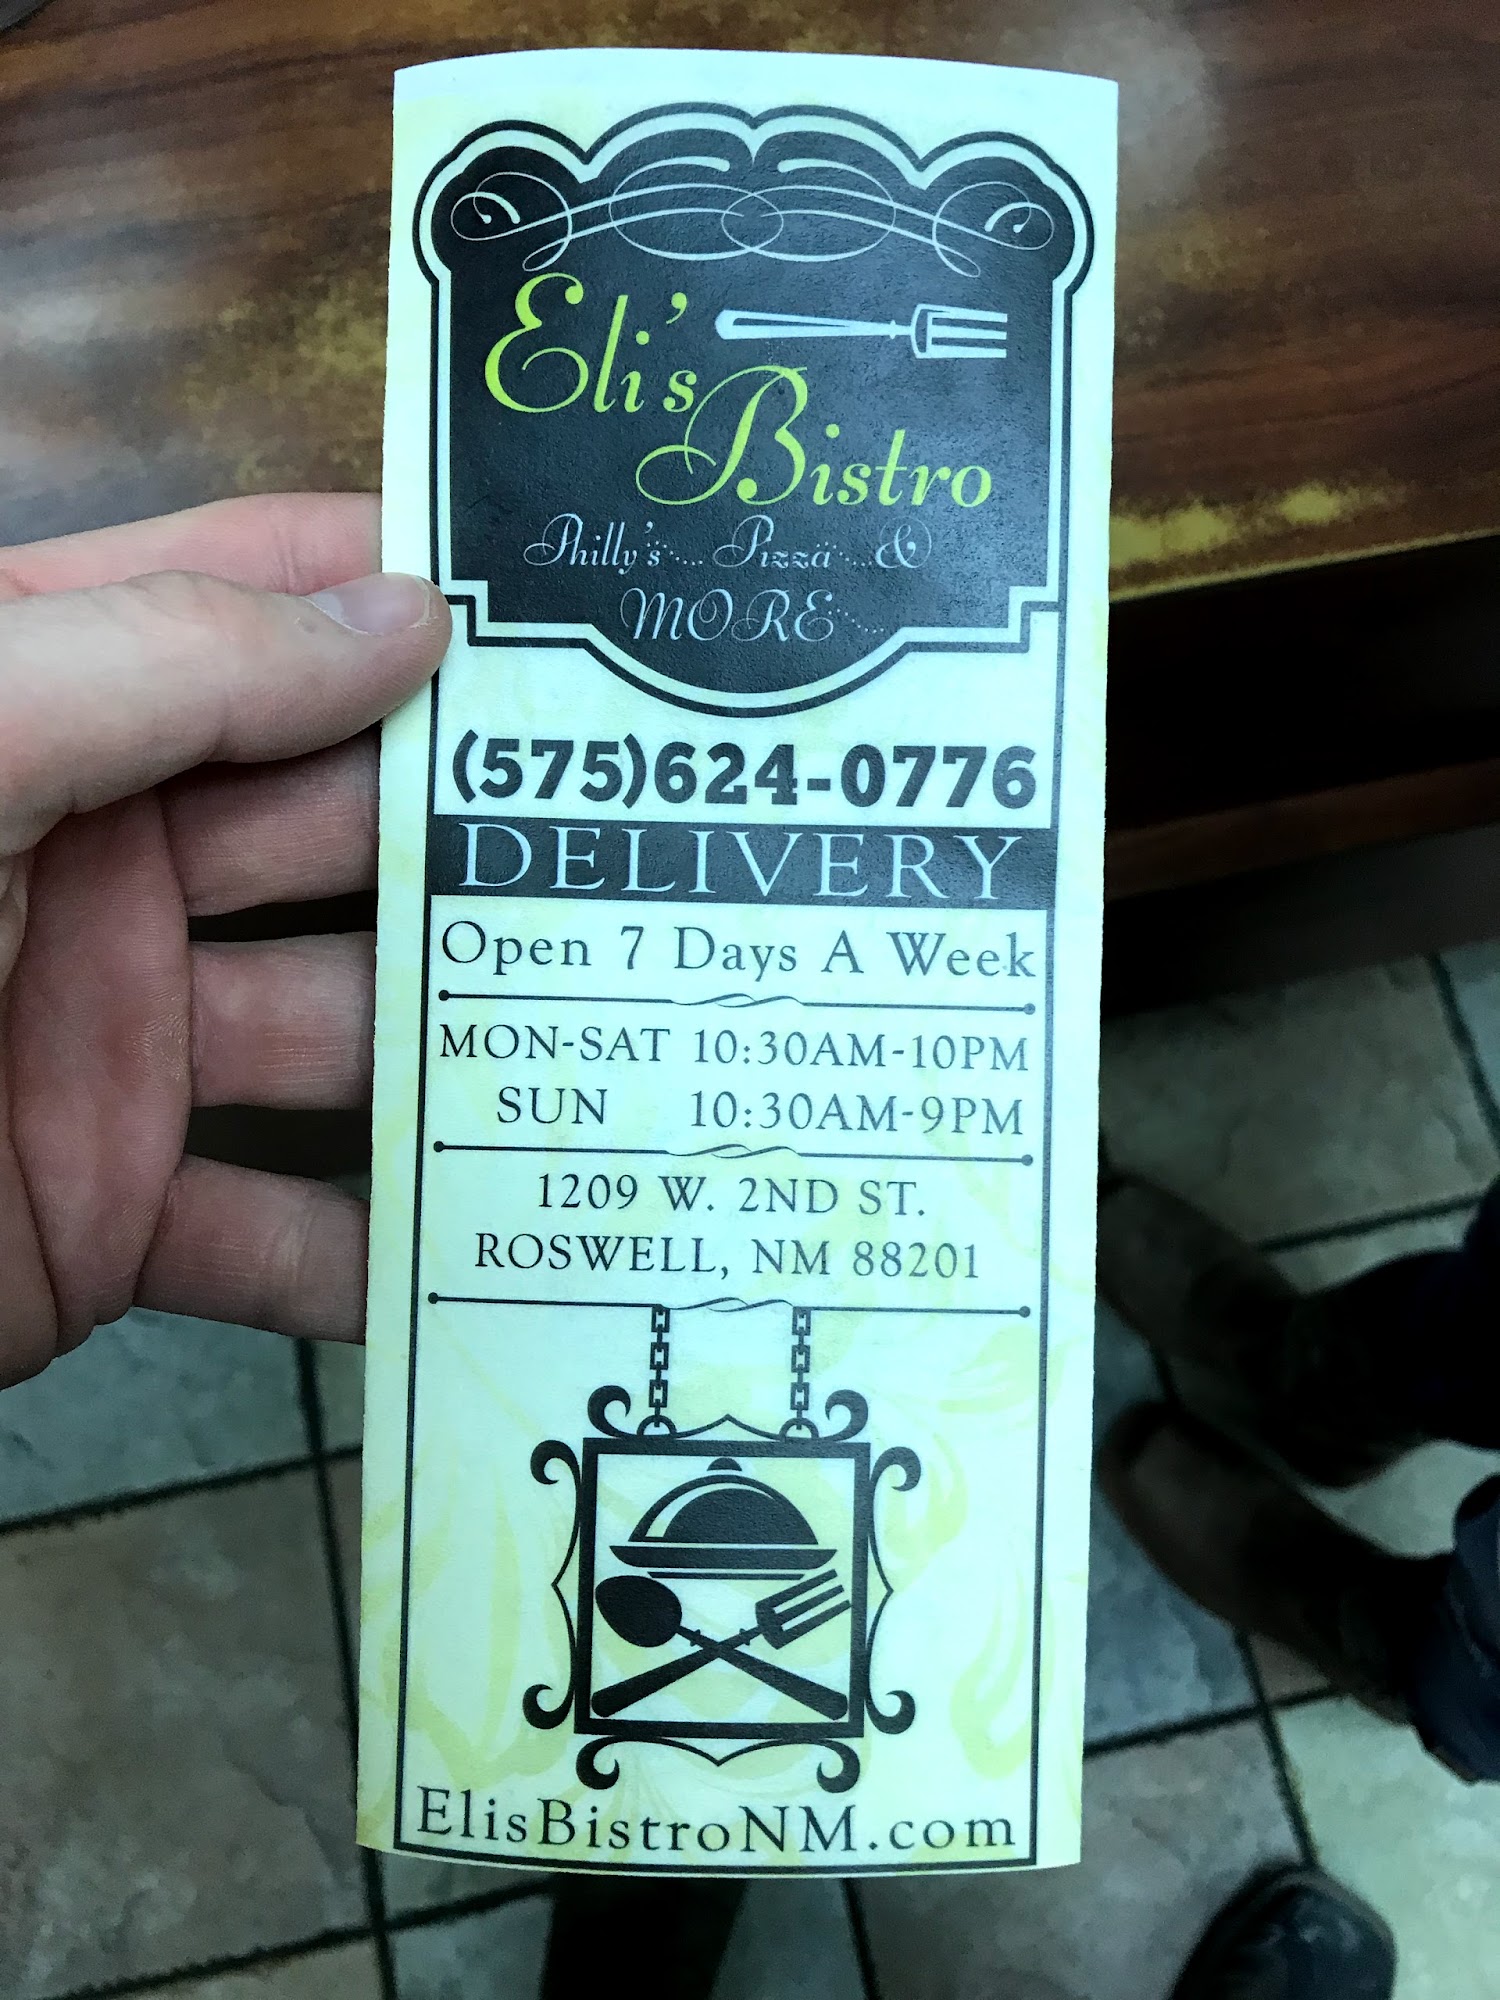 Eli's
Bistro
Philly's... Pizza...&
MORE...
(575)624-0776
DELIVERY
Open 7 Days A Week
MON-SAT 10:30AM-10PM
SUN 10:30AM-9PM
1209 W. 2ND ST.
ROSWELL, NM 88201
ElisBistroNM.com